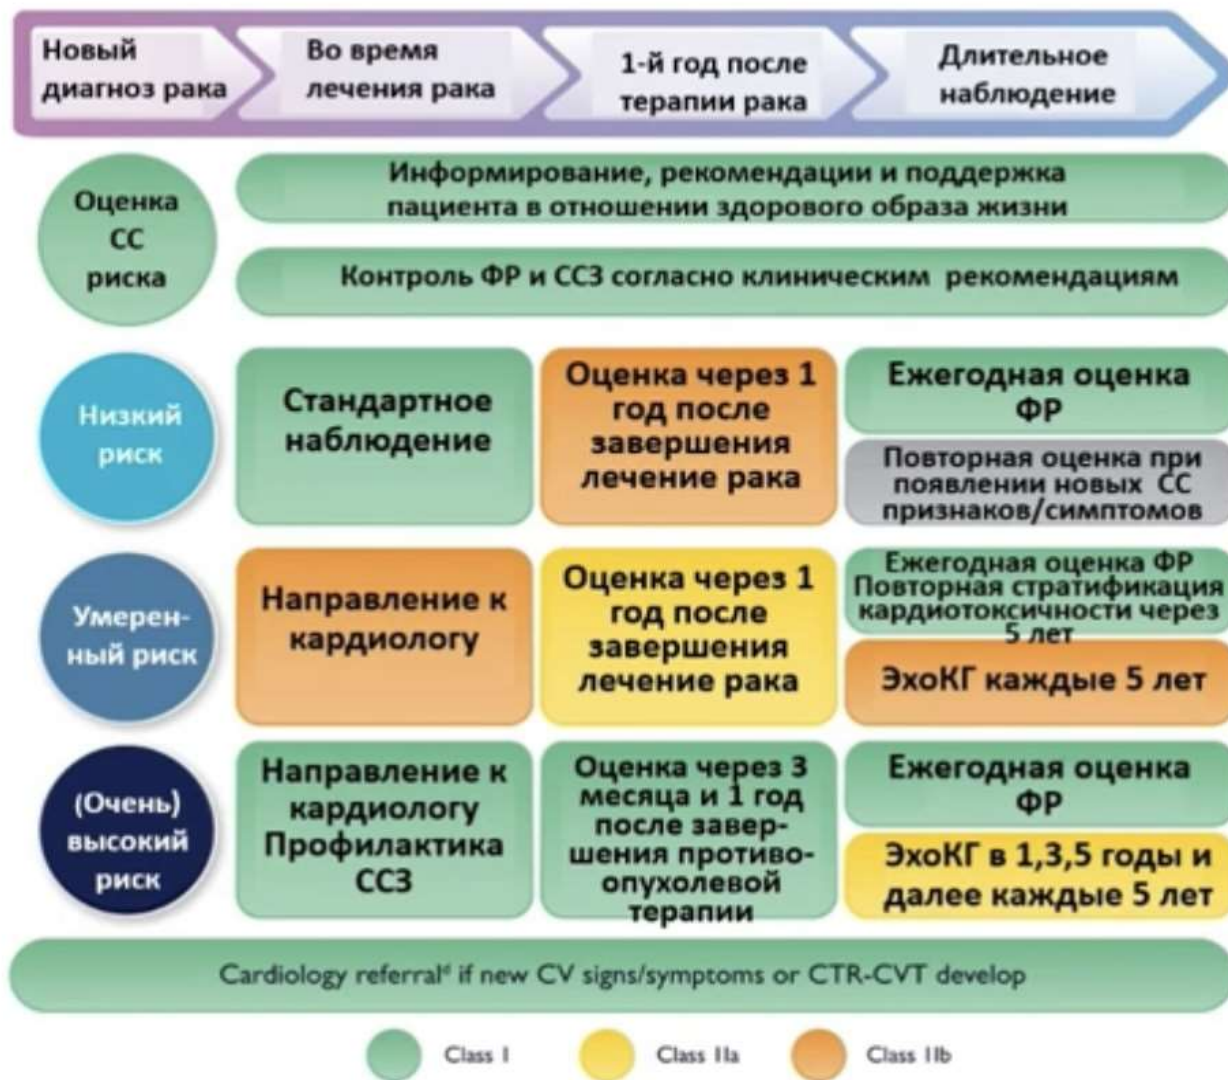 Новый
диагноз рака
Во время
лечения рака
1-й год после
терапии рака
Длительное
наблюдение
Оценка
СС
риска
Информирование, рекомендации и поддержка
пациента в отношении здорового образа жизни
Контроль ФР и ССЗ согласно клиническим рекомендациям
Низкий
риск
Стандартное
наблюдение
Оценка через 1
год после
завершения
лечение рака
Ежегодная оценка
ФР
Повторная оценка при
появлении новых СС
признаков/симптомов
Умерен-
ный риск
Направление к
кардиологу
Оценка через 1
год после
завершения
лечение рака
Ежегодная оценка ФР
Повторная стратификация
кардиотоксичности через
5 лет
ЭхоКГ каждые 5 лет
(Очень)
высокий
риск
Направление к
кардиологу
Профилактика
ССЗ
Оценка через 3
месяца и 1 год
после завер-
шения противо-
опухолевой
терапии
Ежегодная оценка
ФР
ЭхоКГ в 1,3,5 годы и
далее каждые 5 лет
Cardiology referralᵈ if new CV signs/symptoms or CTR-CVT develop
Class I
Class IIa
Class IIb